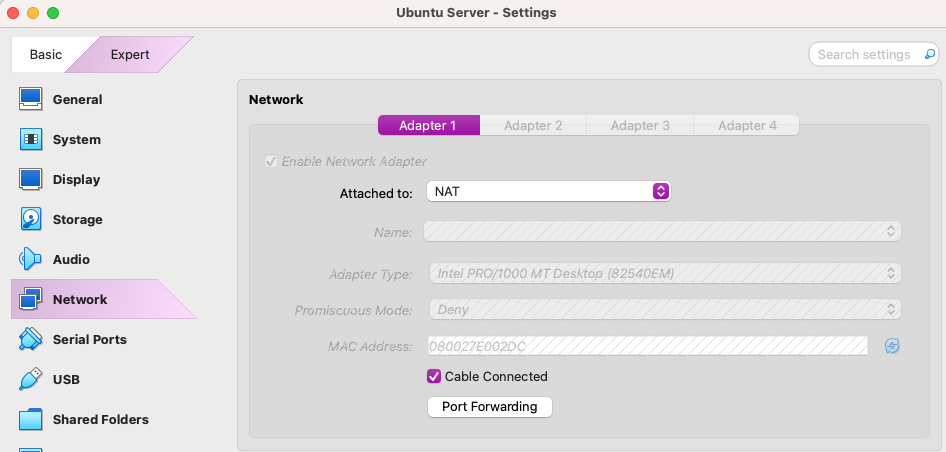 Ubuntu Server - Settings
Basic Expert Search settings
General
System
Display
Storage
Audio
Network
Serial Ports
USB
Shared Folders
Network
Adapter 1 Adapter 2 Adapter 3 Adapter 4
Enable Network Adapter
Attached to: NAT
Name:
Adapter Type: Intel PRO/1000 MT Desktop (82540EM)
Promiscuous Mode: Deny
MAC Address: 080027E002DC
Cable Connected
Port Forwarding